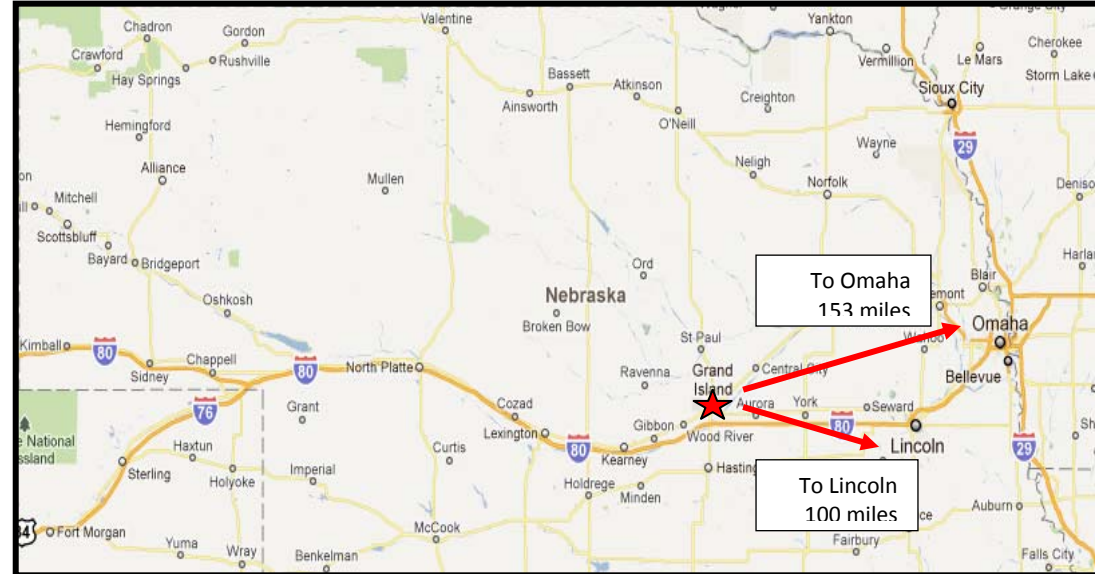 Valentine
Yankton
Chadron
Gordon
Crawford
Rushville
Hay Springs
Vermillion
Le Mars
Cherokee
Storm Lake
Bassett
Atkinson
Ainsworth
Creighton
Sioux City
O'Neill
Hemingford
Wayne
29
Alliance
Mullen
Neligh
Norfolk
Mitchell
Scottsbluff
Bayard
Bridgeport
Ord
Oshkosh
Nebraska
Broken Bow
To Omaha
153 miles
Blair
Omaha
Bellevue
Kimball
80
Sidney
Chappell
80
North Platte
St Paul
Grand
Island
Central City
Ravenna
76
Grant
Cozad
Lexington
80
Gibbon
Kearney
Wood River
Aurora
York
80
Seward
Lincoln
29
Haxtun
Sterling
Holyoke
Imperial
Curtis
Holdrege
Minden
To Lincoln
100 miles
Auburn
Fort Morgan
Yuma
Wray
McCook
Benkelman
Fairbury
Falls City